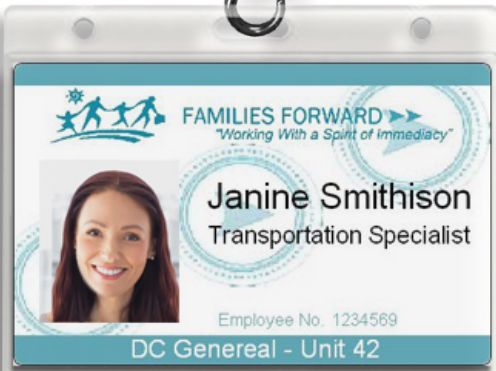 FAMILIES FORWARD
"Working With a Spirit of Immediacy"
Janine Smithison
Transportation Specialist
Employee No. 1234569
DC Genereal - Unit 42